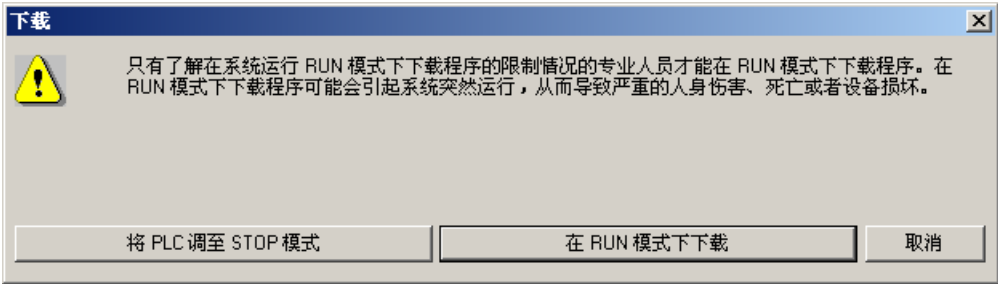 下载
只有了解在系统运行 RUN 模式下下载程序的限制情况的专业人员才能在 RUN 模式下下载程序。在
RUN 模式下下载程序可能会引起系统突然运行，从而导致严重的人身伤害、死亡或者设备损坏。
将 PLC 调至 STOP 模式
在 RUN 模式下下载
取消